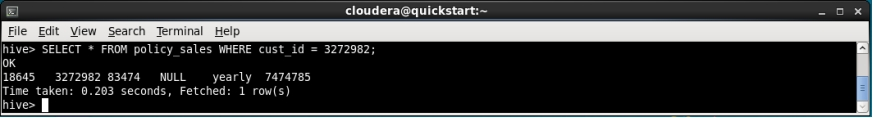 cloudera@quickstart:~
File Edit View Search Terminal Help
hive> SELECT * FROM policy_sales WHERE cust_id = 3272982;
OK
18645 3272982 83474 NULL yearly 7474785
Time taken: 0.203 seconds, Fetched: 1 row(s)
hive>